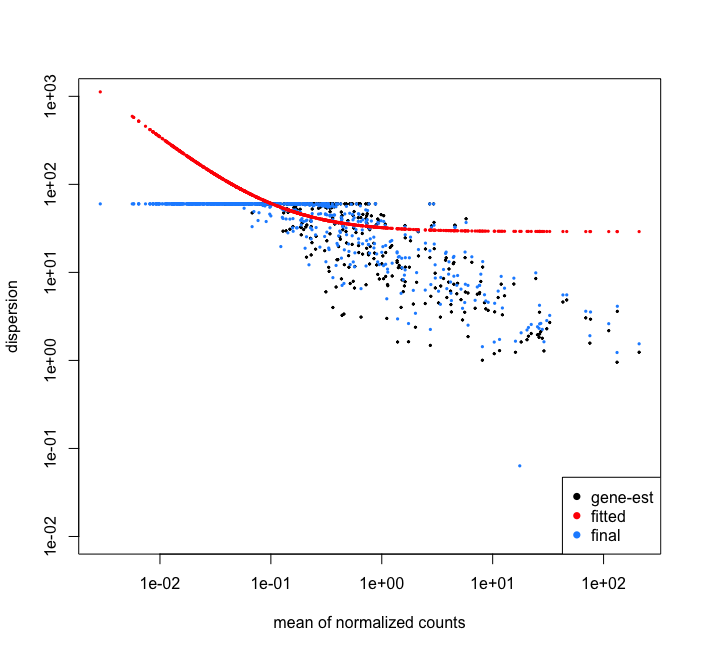 1e+03
1e+02
1e+01
1e+00
1e-01
1e-02
dispersion
gene-est
fitted
final
1e-02 1e-01 1e+00 1e+01 1e+02
mean of normalized counts